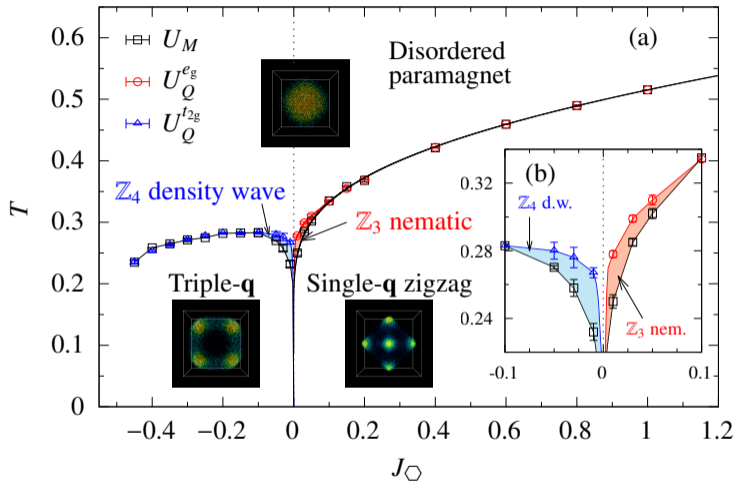 (a)
U_M
U_Q^{e_g}
U_Q^{t_{2g}}
Disordered
paramagnet
ℤ₄ density wave
ℤ₃ nematic
Triple-q
Single-q zigzag
T
0
0.1
0.2
0.3
0.4
0.5
0.6
−0.4
−0.2
0
0.2
0.4
0.6
0.8
1
1.2
J_⬡
(b)
ℤ₄ d.w.
ℤ₃ nem.
0.32
0.28
0.24
-0.1
0
0.1